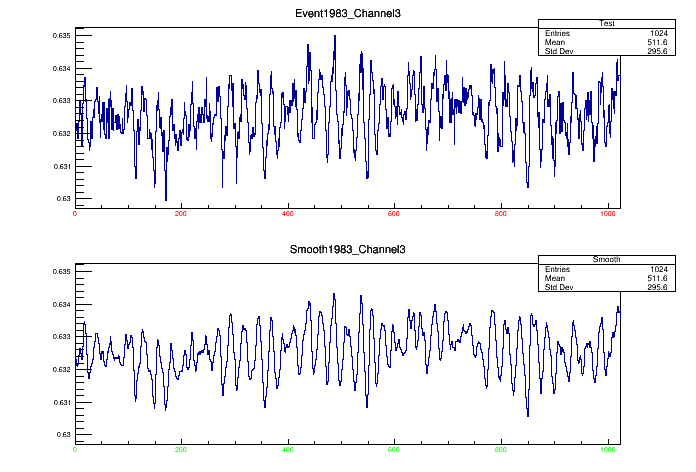 Event1983_Channel3
Test
Entries 1024
Mean 511.6
Std Dev 295.6
0.635
0.634
0.633
0.632
0.631
0.63
0 200 400 600 800 1000
Smooth1983_Channel3
Smooth
Entries 1024
Mean 511.6
Std Dev 295.6
0.635
0.634
0.633
0.632
0.631
0.63
0 200 400 600 800 1000